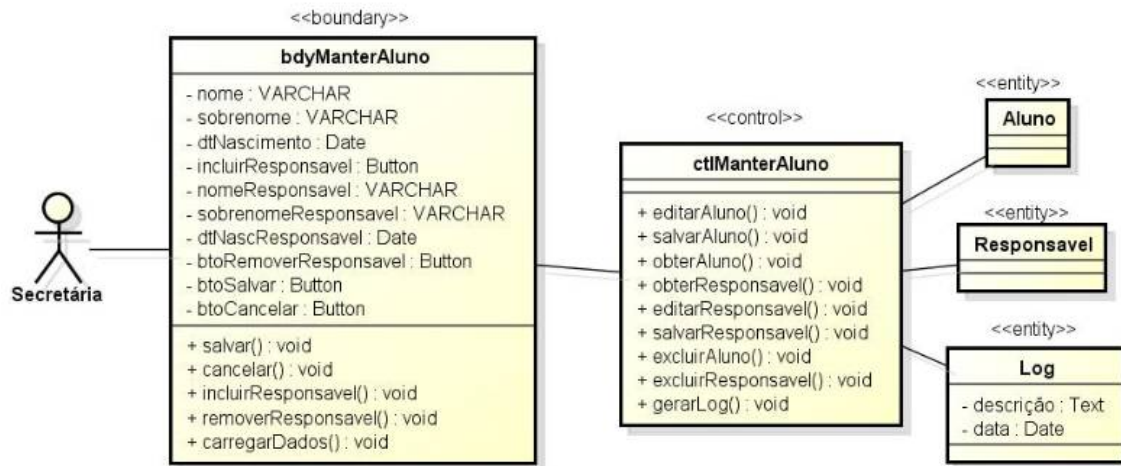 <<boundary>>
bdyManterAluno
- nome : VARCHAR
- sobrenome : VARCHAR
- dtNascimento : Date
- incluirResponsavel : Button
- nomeResponsavel : VARCHAR
- sobrenomeResponsavel : VARCHAR
- dtNascResponsavel : Date
- btoRemoverResponsavel : Button
- btoSalvar : Button
- btoCancelar : Button
+ salvar() : void
+ cancelar() : void
+ incluirResponsavel() : void
+ removerResponsavel() : void
+ carregarDados() : void
Secretária
<<control>>
ctlManterAluno
+ editarAluno() : void
+ salvarAluno() : void
+ obterAluno() : void
+ obterResponsavel() : void
+ editarResponsavel() : void
+ salvarResponsavel() : void
+ excluirAluno() : void
+ excluirResponsavel() : void
+ gerarLog() : void
<<entity>>
Aluno
<<entity>>
Responsavel
<<entity>>
Log
- descrição : Text
- data : Date